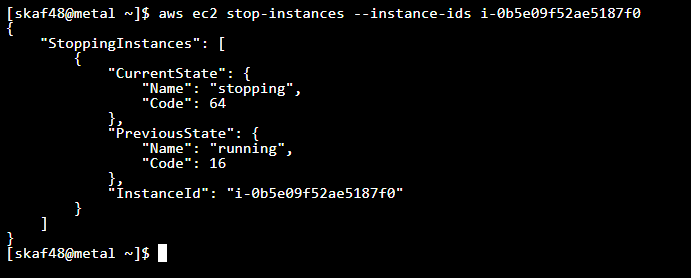 [skaf48@metal ~]$ aws ec2 stop-instances --instance-ids i-0b5e09f52ae5187f0
{
    "StoppingInstances": [
        {
            "CurrentState": {
                "Name": "stopping",
                "Code": 64
            },
            "PreviousState": {
                "Name": "running",
                "Code": 16
            },
            "InstanceId": "i-0b5e09f52ae5187f0"
        }
    ]
}
[skaf48@metal ~]$